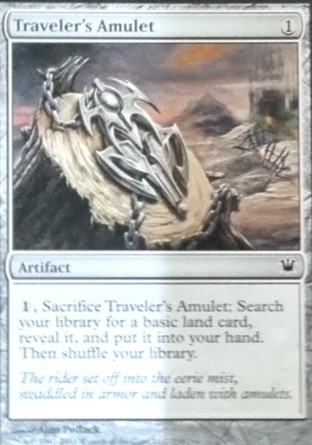 Traveler's Amulet 1
Artifact
1, Sacrifice Traveler's Amulet: Search
your library for a basic land card,
reveal it, and put it into your hand.
Then shuffle your library.
The rider set off into the eerie mist,
swaddled in armor and laden with amulets.
Alan Pollack